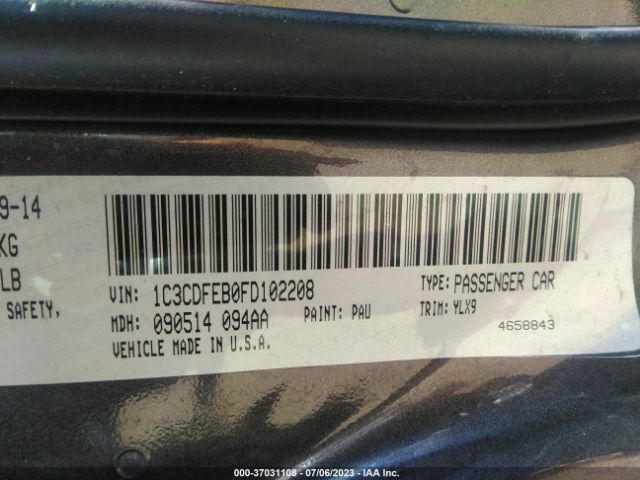 9-14
KG
LB
SAFETY,
VIN: 1C3CDFEB0FD102208
TYPE: PASSENGER CAR
MDH: 090514 094AA
PAINT: PAU
TRIM: YLX9
VEHICLE MADE IN U.S.A.
4658843
000-37031108 - 07/06/2023 - IAA Inc.